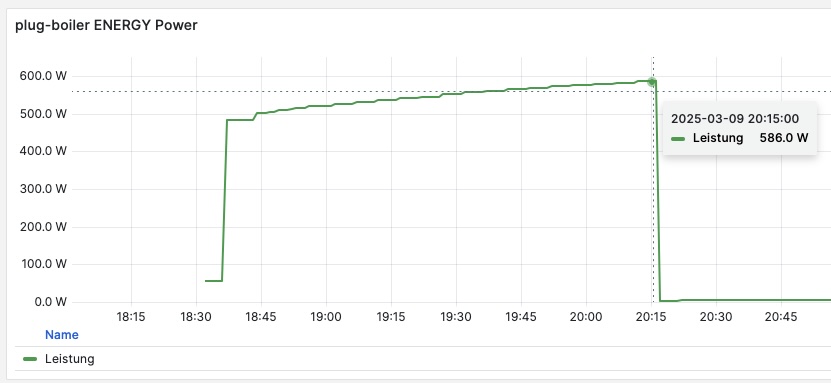 plug-boiler ENERGY Power
600.0 W
500.0 W
400.0 W
300.0 W
200.0 W
100.0 W
0.0 W
2025-03-09 20:15:00
Leistung 586.0 W
18:15 18:30 18:45 19:00 19:15 19:30 19:45 20:00 20:15 20:30 20:45
Name
Leistung